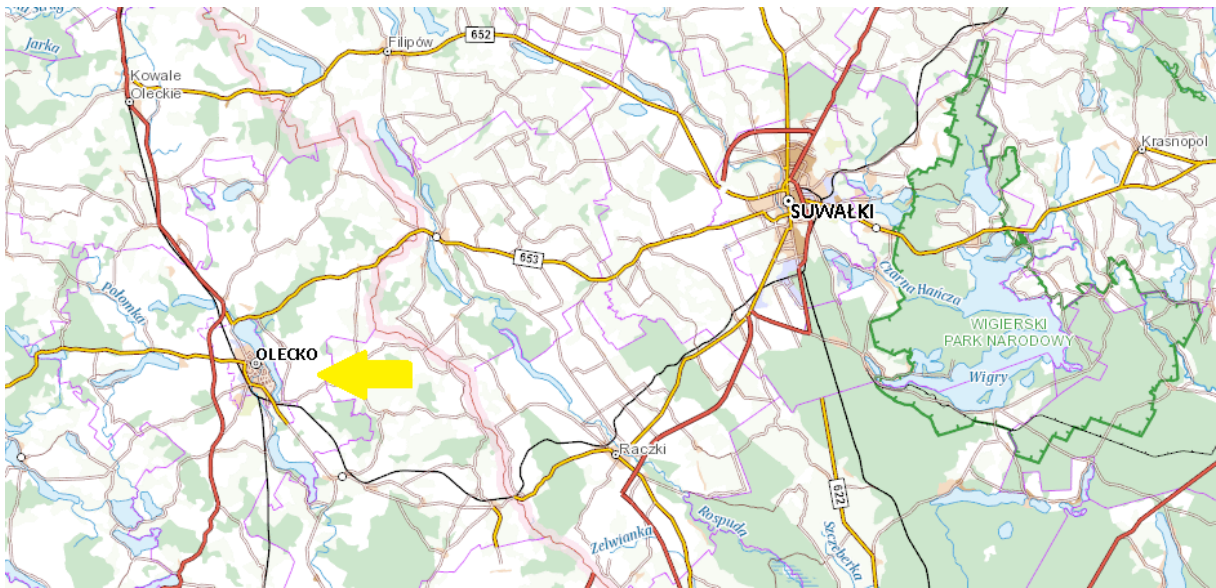 Jarka
Filipów
652
Kowale
Oleckie
Krasnopol
SUWAŁKI
653
Czarna Hańcza
Połomka
WIGIERSKI
PARK NARODOWY
OLECKO
Wigry
Raczki
622
Rospuda
Szczeberka
Zelwianka